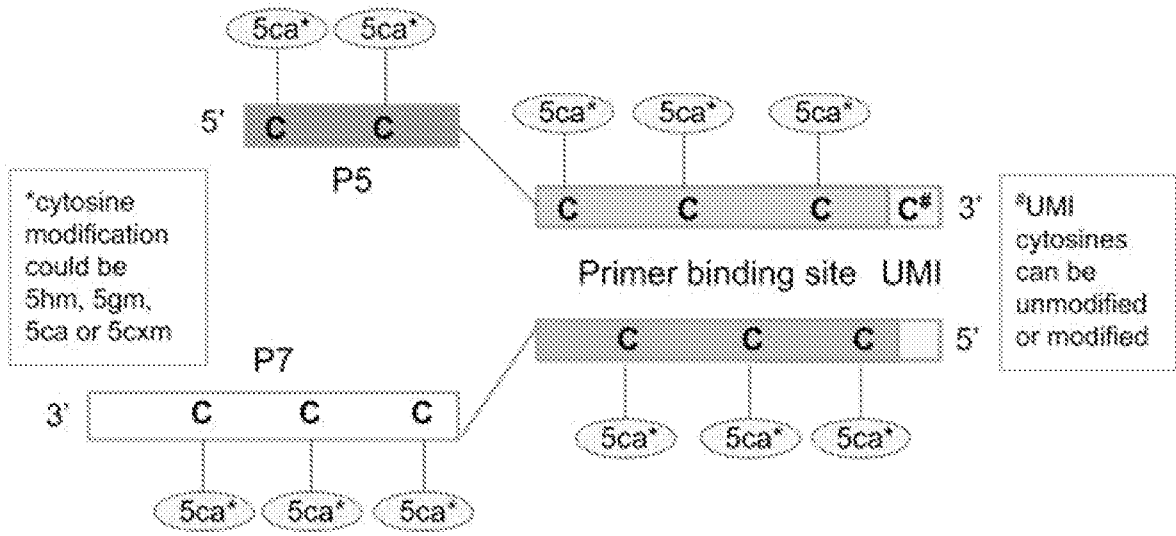 5ca* 5ca*
5' C C
P5
5ca* 5ca* 5ca*
C C C C# 3'
*cytosine
modification
could be
5hm, 5gm,
5ca or 5cxm
Primer binding site UMI
#UMI
cytosines
can be
unmodified
or modified
C C C 5'
5ca* 5ca* 5ca*
P7
3' C C C
5ca* 5ca* 5ca*